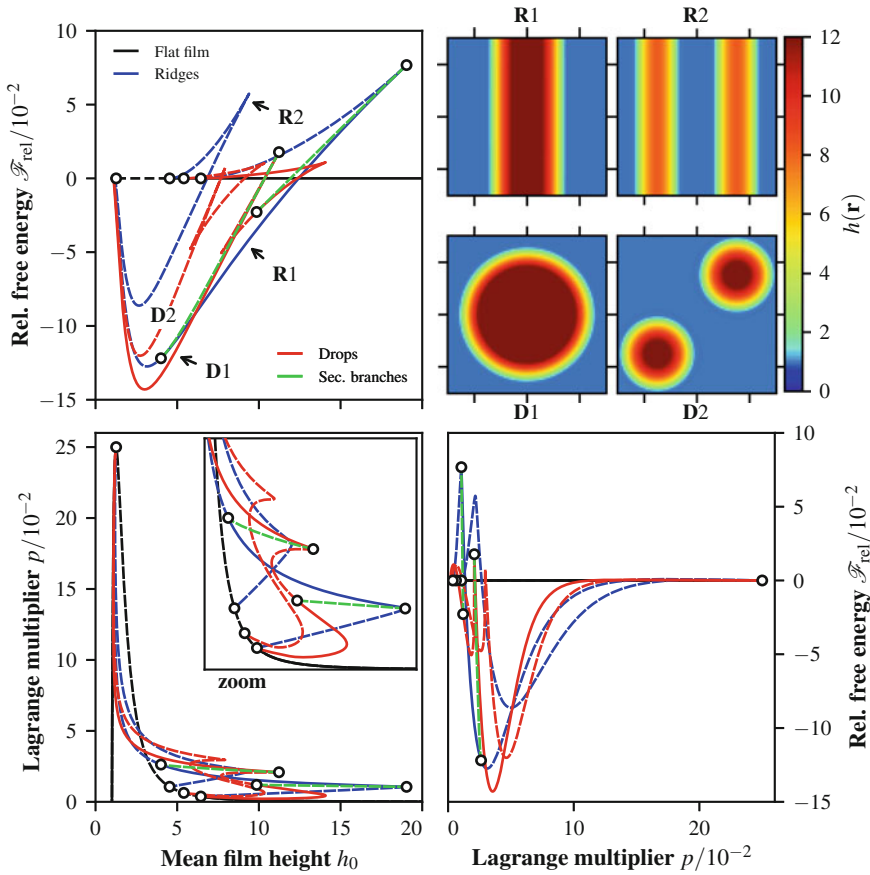 Rel. free energy ℱrel/10⁻²
10
5
0
−5
−10
−15
Flat film
Ridges
R2
R1
D2
D1
Drops
Sec. branches
R1
R2
D1
D2
12
10
8
6
4
2
0
h(r)
Lagrange multiplier p/10⁻²
25
20
15
10
5
0
zoom
0
5
10
15
20
Mean film height h₀
0
10
20
Lagrange multiplier p/10⁻²
10
5
0
−5
−10
−15
Rel. free energy ℱrel/10⁻²